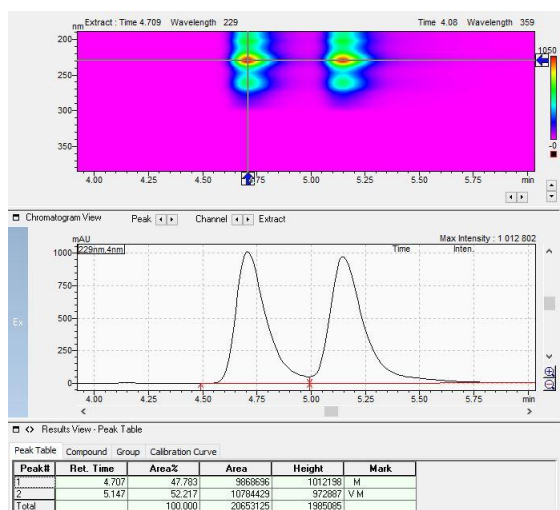 Extract : Time 4.709 Wavelength 229 Time 4.08 Wavelength 359
nm
200
250
300
350
1050
-0
4.00 4.25 4.50 4.75 5.00 5.25 5.50 5.75 min
Chromatogram View Peak Channel Extract
mAU Max Intensity : 1 012 802
229nm,4nm Time Inten.
1000
750
500
250
0
Ex
4.00 4.25 4.50 4.75 5.00 5.25 5.50 5.75 min
Results View - Peak Table
Peak Table Compound Group Calibration Curve
Peak# Ret. Time Area% Area Height Mark
1 4.707 47.783 9868696 1012198 M
2 5.147 52.217 10784429 972887 V M
Total 100.000 20653125 1985085